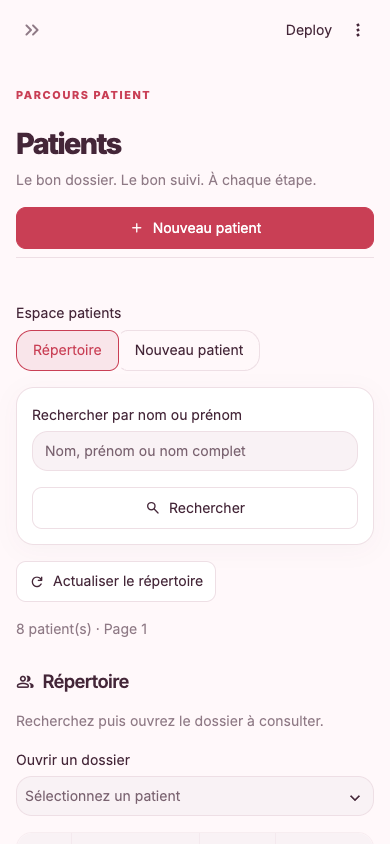 Deploy
PARCOURS PATIENT
Patients
Le bon dossier. Le bon suivi. À chaque étape.
+ Nouveau patient
Espace patients
Répertoire
Nouveau patient
Rechercher par nom ou prénom
Nom, prénom ou nom complet
Rechercher
Actualiser le répertoire
8 patient(s) · Page 1
Répertoire
Recherchez puis ouvrez le dossier à consulter.
Ouvrir un dossier
Sélectionnez un patient